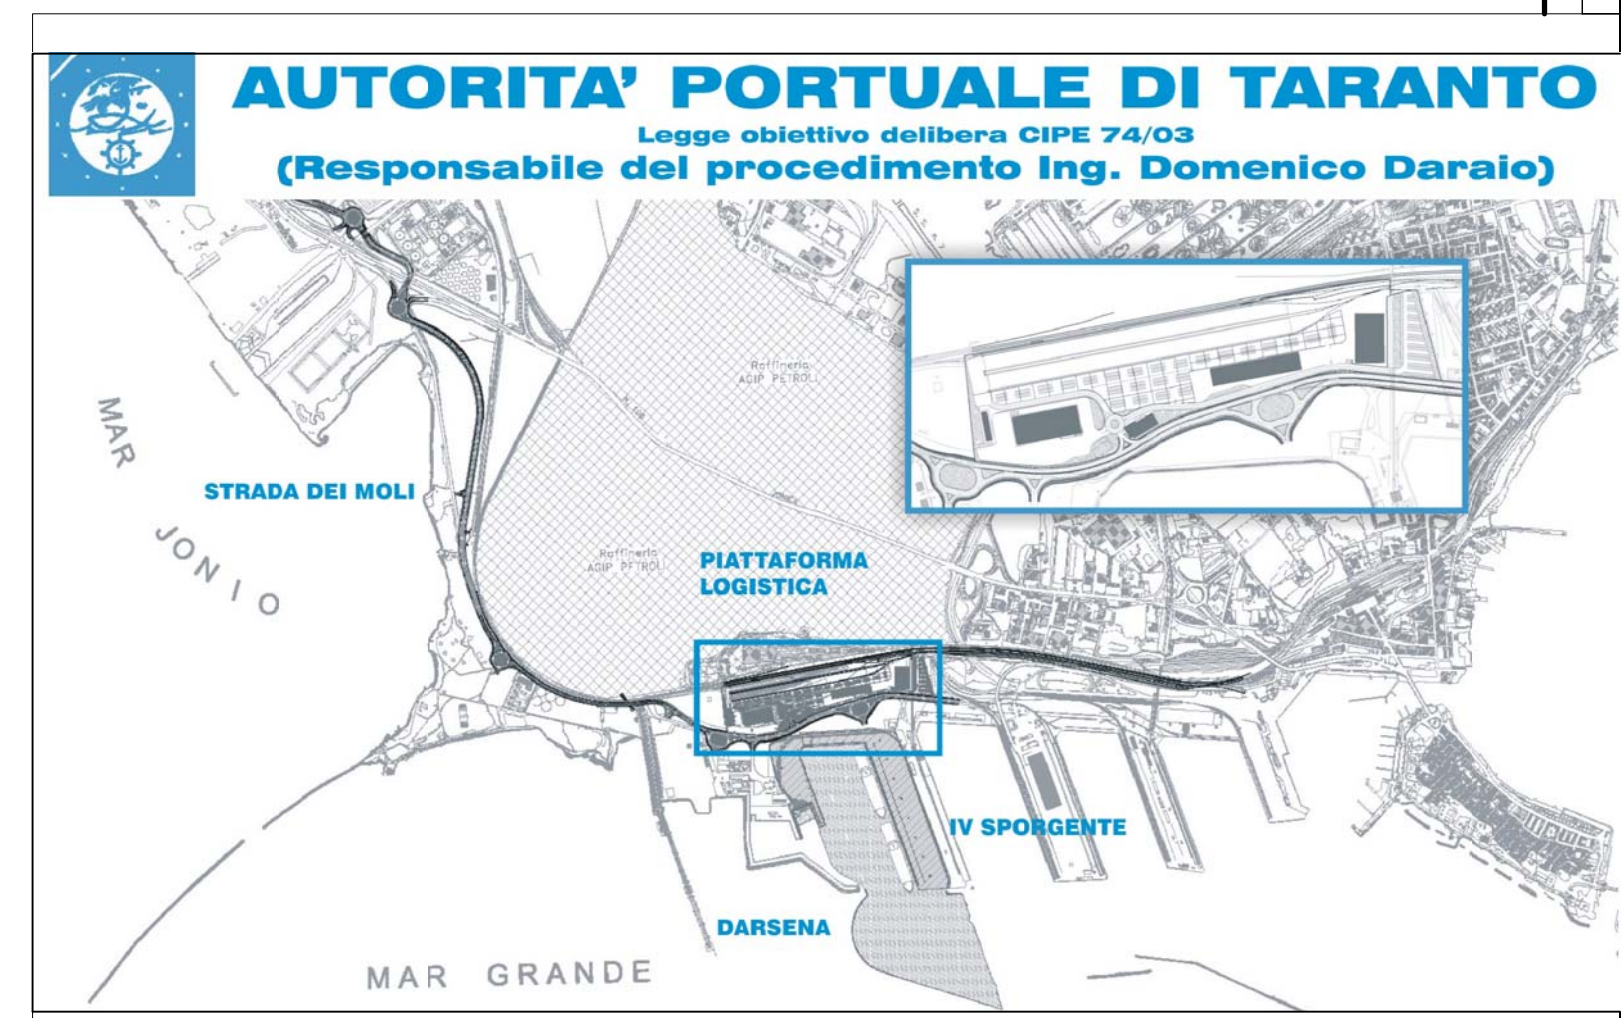 AUTORITA' PORTUALE DI TARANTO
Legge obiettivo delibera CIPE 74/03
(Responsabile del procedimento Ing. Domenico Daraio)
Raffineria
AGIP PETROLI
MAR
JONIO
STRADA DEI MOLI
Raffineria
AGIP PETROLI
PIATTAFORMA
LOGISTICA
IV SPORGENTE
DARSENA
MAR GRANDE